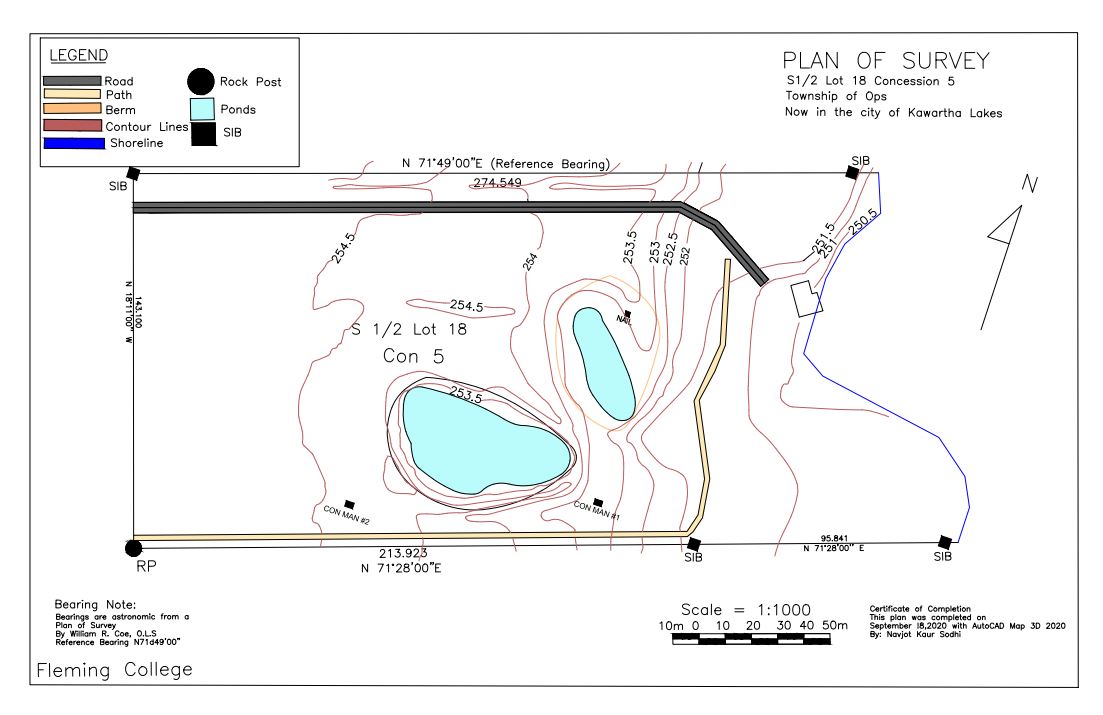 LEGEND
Road
Path
Berm
Contour Lines
Shoreline
Rock Post
Ponds
SIB
PLAN OF SURVEY
S1/2 Lot 18 Concession 5
Township of Ops
Now in the city of Kawartha Lakes
N 71°49'00"E (Reference Bearing)
274.549
SIB
SIB
N
254.5
254
253.5
253
252.5
252
251.5
251
250.5
N 18°11'00" W
143.100
254.5
NAIL
S 1/2 Lot 18
Con 5
253.5
CON MAN #2
CON MAN #1
RP
213.923
N 71°28'00"E
SIB
95.841
N 71°28'00" E
SIB
Bearing Note:
Bearings are astronomic from a
Plan of Survey
By William R. Coe, O.L.S
Reference Bearing N71d49'00"
Scale = 1:1000
10m 0 10 20 30 40 50m
Certificate of Completion
This plan was completed on
September 18,2020 with AutoCAD Map 3D 2020
By: Navjot Kaur Sodhi
Fleming College